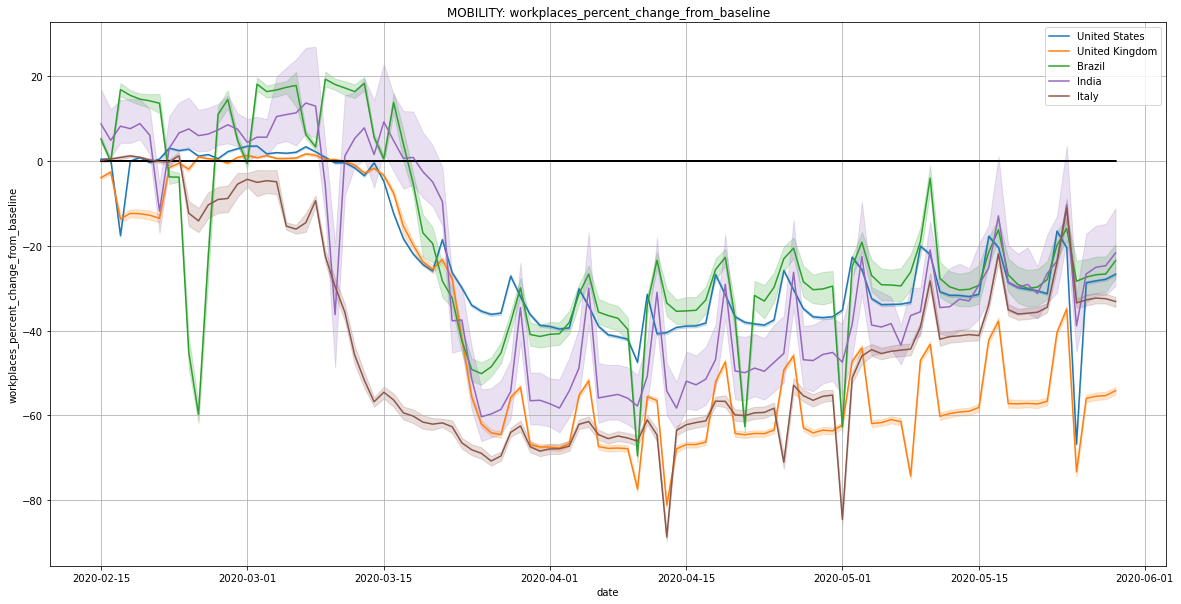 MOBILITY: workplaces_percent_change_from_baseline
United States
United Kingdom
Brazil
India
Italy
workplaces_percent_change_from_baseline
20
0
−20
−40
−60
−80
2020-02-15
2020-03-01
2020-03-15
2020-04-01
2020-04-15
2020-05-01
2020-05-15
2020-06-01
date